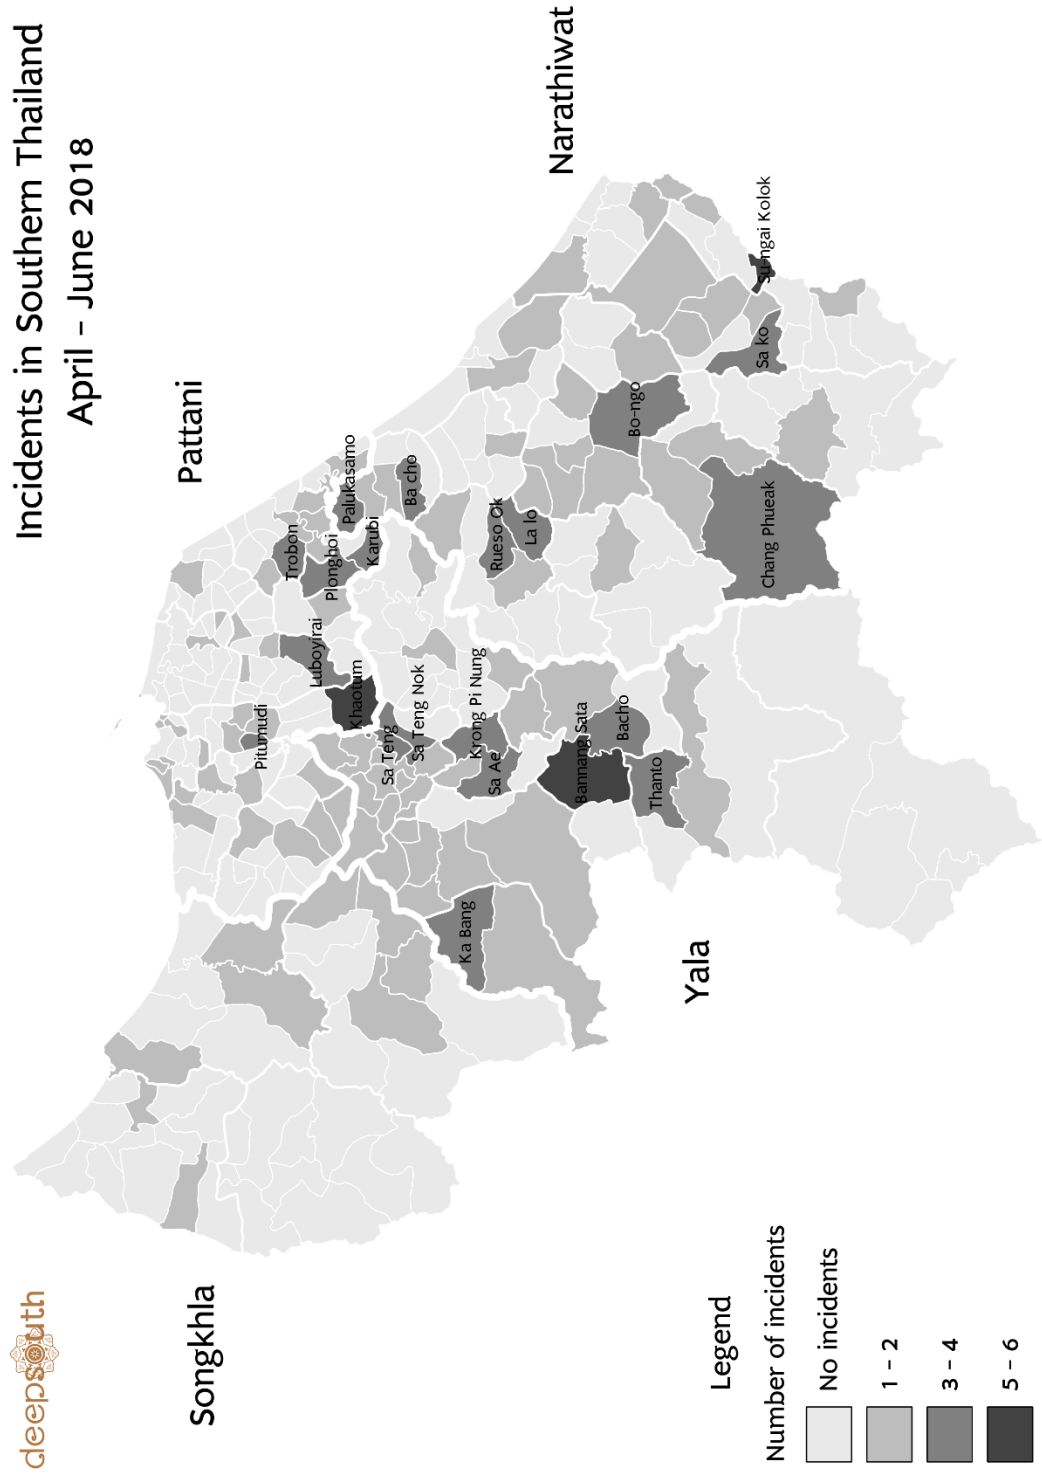 deepsouth
Incidents in Southern Thailand
April - June 2018
Songkhla
Pattani
Narathiwat
Yala
Pitumudi
Trobon
Luboyirai
Plonghoi
Palukasamo
Khaotum
Karubi
Sa Teng
Ba cho
Sa Teng Nok
Ka Bang
Krong Pi Nung
Sa Ae
Rueso Ok
La lo
Bannang Sata
Bacho
Bo-ngo
Thanto
Su-ngai Kolok
Sa ko
Chang Phueak
Legend
Number of incidents
No incidents
1 - 2
3 - 4
5 - 6